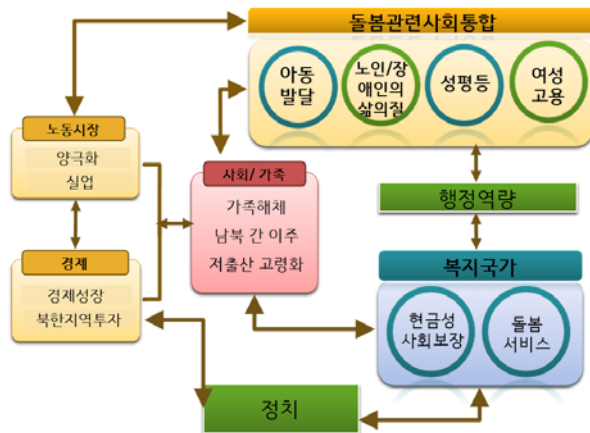 돌봄관련사회통합
아동
발달
노인/장
애인의
삶의질
성평등
여성
고용
노동시장
양극화
실업
사회/ 가족
가족해체
남북 간 이주
저출산 고령화
행정역량
경제
경제성장
북한지역투자
복지국가
현금성
사회보장
돌봄
서비스
정치